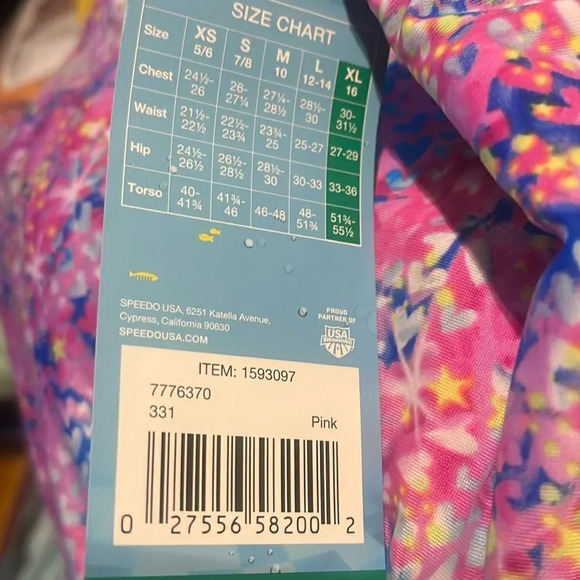 SIZE CHART
Size XS 5/6 S 7/8 M 10 L 12-14 XL 16
Chest 24½-26 26-27¼ 27¼-28½ 28½-30 30-31½
Waist 21½-22½ 22½-23¾ 23¾-25 25-27 27-29
Hip 24½-26½ 26½-28½ 28½-30 30-33 33-36
Torso 40-41¾ 41¾-46 46-48 48-51¾ 51¾-55½
SPEEDO USA, 6251 Katella Avenue,
Cypress, California 90630
SPEEDOUSA.COM
PROUD
PARTNER OF
USA
SWIMMING
ITEM: 1593097
7776370
331
Pink
0 27556 58200 2